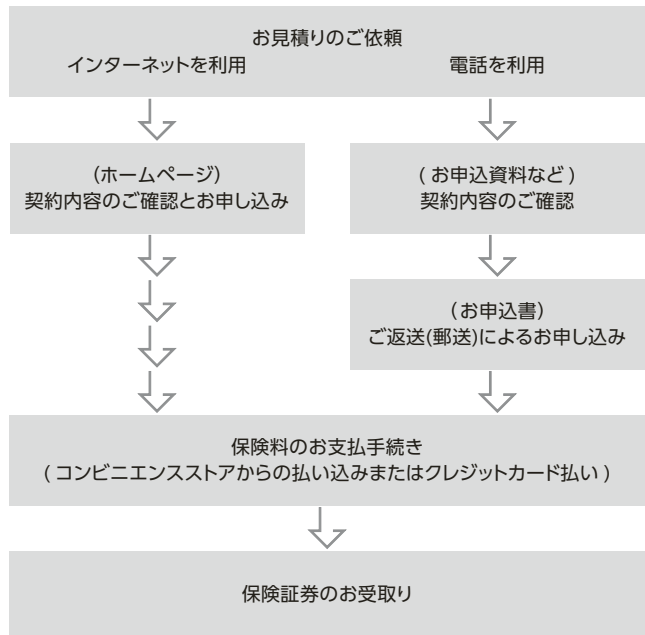 お見積りのご依頼
インターネットを利用
電話を利用
（ホームページ）
契約内容のご確認とお申し込み
( お申込資料など )
契約内容のご確認
（お申込書）
ご返送(郵送)によるお申し込み
保険料のお支払手続き
( コンビニエンスストアからの払い込みまたはクレジットカード払い )
保険証券のお受取り